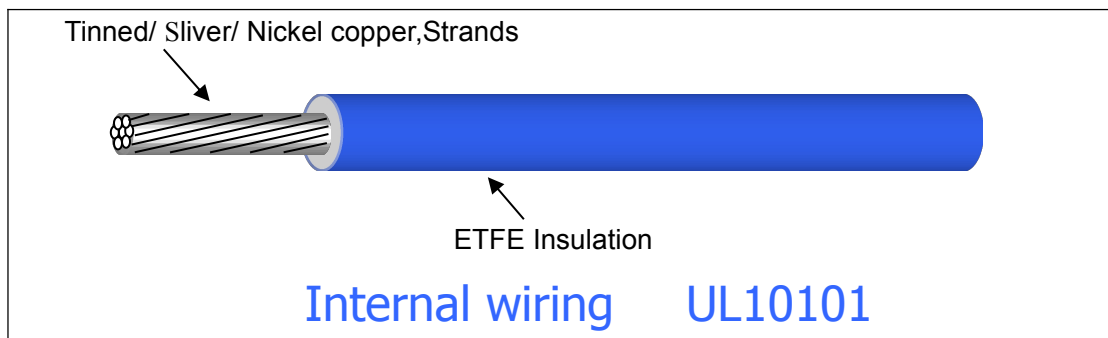 Tinned/ Sliver/ Nickel copper,Strands
ETFE Insulation
Internal wiring UL10101